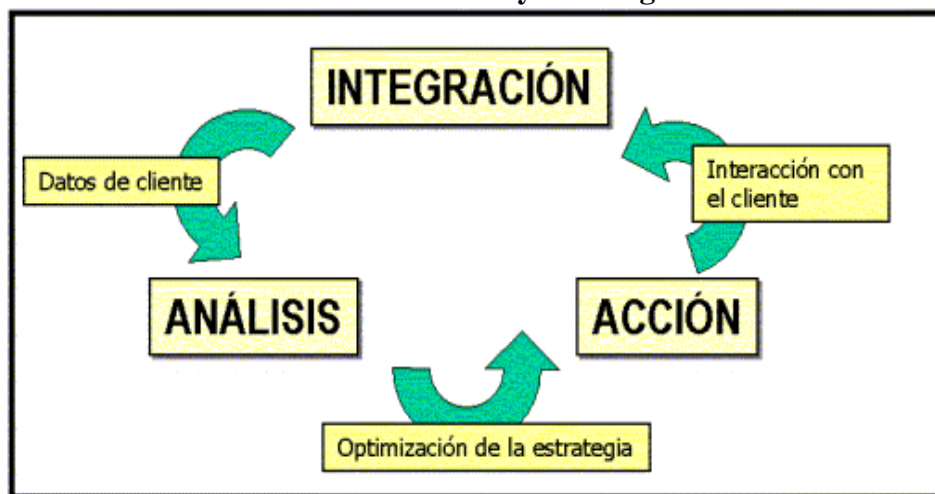 INTEGRACIÓN
Datos de cliente
Interacción con
el cliente
ANÁLISIS
ACCIÓN
Optimización de la estrategia